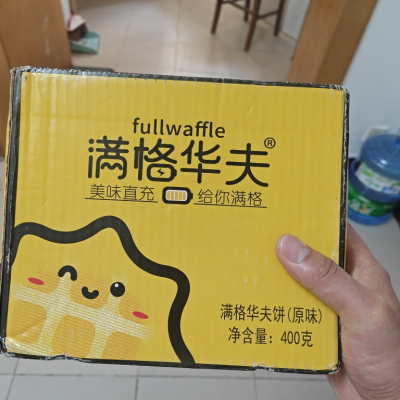 fullwaffle
满格华夫®
美味直充 给你满格
满格华夫饼(原味)
净含量：400克